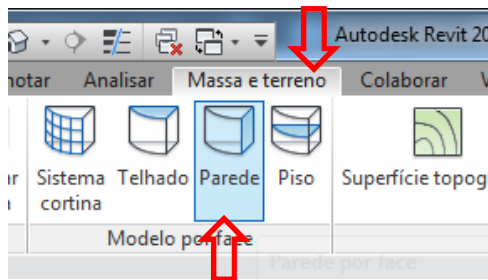 Autodesk Revit 20
notar Analisar Massa e terreno Colaborar V
Sistema cortina
Telhado
Parede
Piso
Superfície topog
Modelo por face
Parede por face